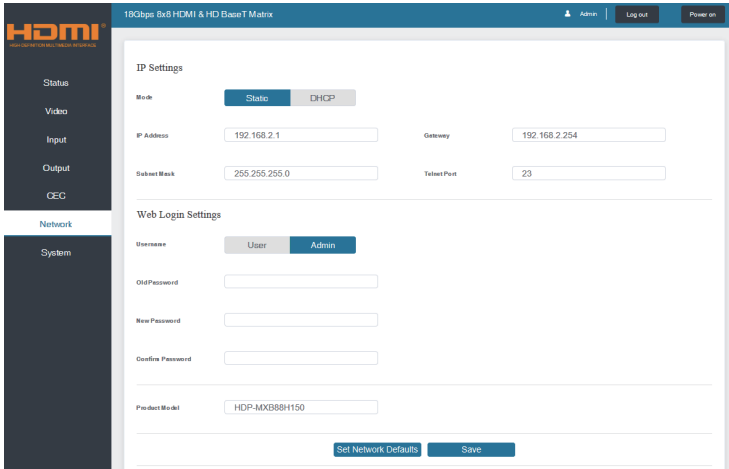 18Gbps 8x8 HDMI & HD BaseT Matrix
Admin
Log out
Power on
HDMI
HIGH DEFINITION MULTIMEDIA INTERFACE
Status
Video
Input
Output
CEC
Network
System
IP Settings
Mode
Static
DHCP
IP Address
192.168.2.1
Gateway
192.168.2.254
Subnet Mask
255.255.255.0
Telnet Port
23
Web Login Settings
Username
User
Admin
Old Password
New Password
Confirm Password
Product Model
HDP-MXB88H150
Set Network Defaults
Save